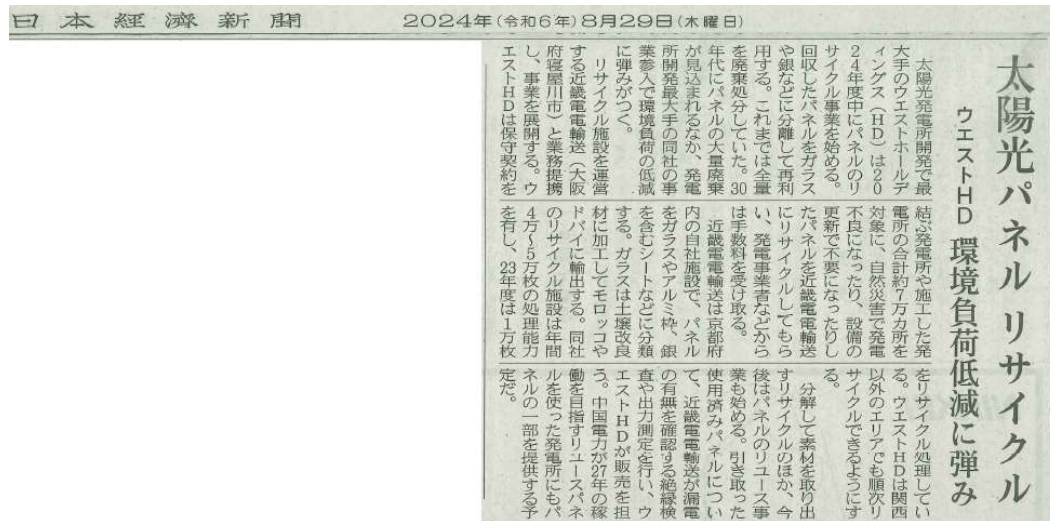 日本経済新聞
2024年(令和6年)8月29日(木曜日)
太陽光パネル リサイクル
ウエストHD 環境負荷低減に弾み
太陽光発電所開発で最
大手のウエストホールデ
ィングス(HD)は20
24年度中にパネルのリ
サイクル事業を始める。
回収したパネルをガラス
や銀などに分離して再利
用する。これまでは全量
を廃棄処分していた。30
年代にパネルの大量廃棄
が見込まれるなか、発電
所開発最大手の同社の事
業参入で環境負荷の低減
に弾みがつく。
リサイクル施設を運営
する近畿電電輸送(大阪
府寝屋川市)と業務提携
し、事業を展開する。ウ
エストHDは保守契約を
結ぶ発電所や施工した発
電所の合計約7万カ所を
対象に、自然災害で発電
不良になったり、設備の
更新で不要になったりし
たパネルを近畿電電輸送
にリサイクルしてもら
い、発電事業者などから
は手数料を受け取る。
近畿電電輸送は京都府
内の自社施設で、パネル
をガラスやアルミ枠、銀
を含むシートなどに分類
する。ガラスは土壌改良
材に加工してモロッコや
ドバイに輸出する。同社
のリサイクル施設は年間
4万~5万枚の処理能力
を有し、23年度は1万枚
をリサイクル処理してい
る。ウエストHDは関西
以外のエリアでも順次リ
サイクルできるようにす
る。
分解して素材を取り出
すリサイクルのほか、今
後はパネルのリユース事
業も始める。引き取った
使用済みパネルについ
て、近畿電電輸送が漏電
の有無を確認する絶縁検
査や出力測定を行い、ウ
エストHDが販売を担
う。中国電力が27年の稼
働を目指すリユースパネ
ルを使った発電所にもパ
ネルの一部を提供する予
定だ。